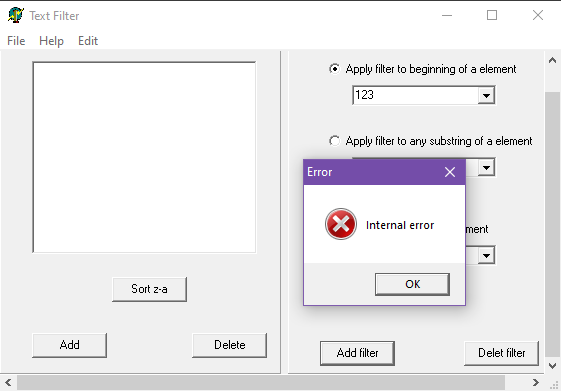 Text Filter
File Help Edit
Apply filter to beginning of a element
123
Apply filter to any substring of a element
Error
Internal error
OK
Sort z-a
Add
Delete
Add filter
Delet filter